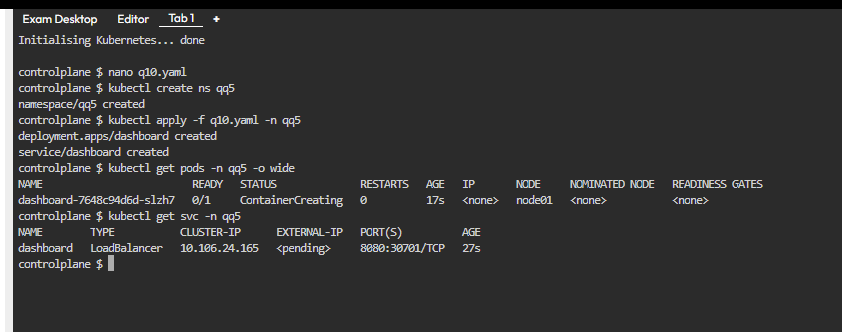 Exam Desktop Editor Tab 1 +
Initialising Kubernetes... done
controlplane $ nano q10.yaml
controlplane $ kubectl create ns qq5
namespace/qq5 created
controlplane $ kubectl apply -f q10.yaml -n qq5
deployment.apps/dashboard created
service/dashboard created
controlplane $ kubectl get pods -n qq5 -o wide
NAME READY STATUS RESTARTS AGE IP NODE NOMINATED NODE READINESS GATES
dashboard-7648c94d6d-slzh7 0/1 ContainerCreating 0 17s <none> node01 <none> <none>
controlplane $ kubectl get svc -n qq5
NAME TYPE CLUSTER-IP EXTERNAL-IP PORT(S) AGE
dashboard LoadBalancer 10.106.24.165 <pending> 8080:30701/TCP 27s
controlplane $